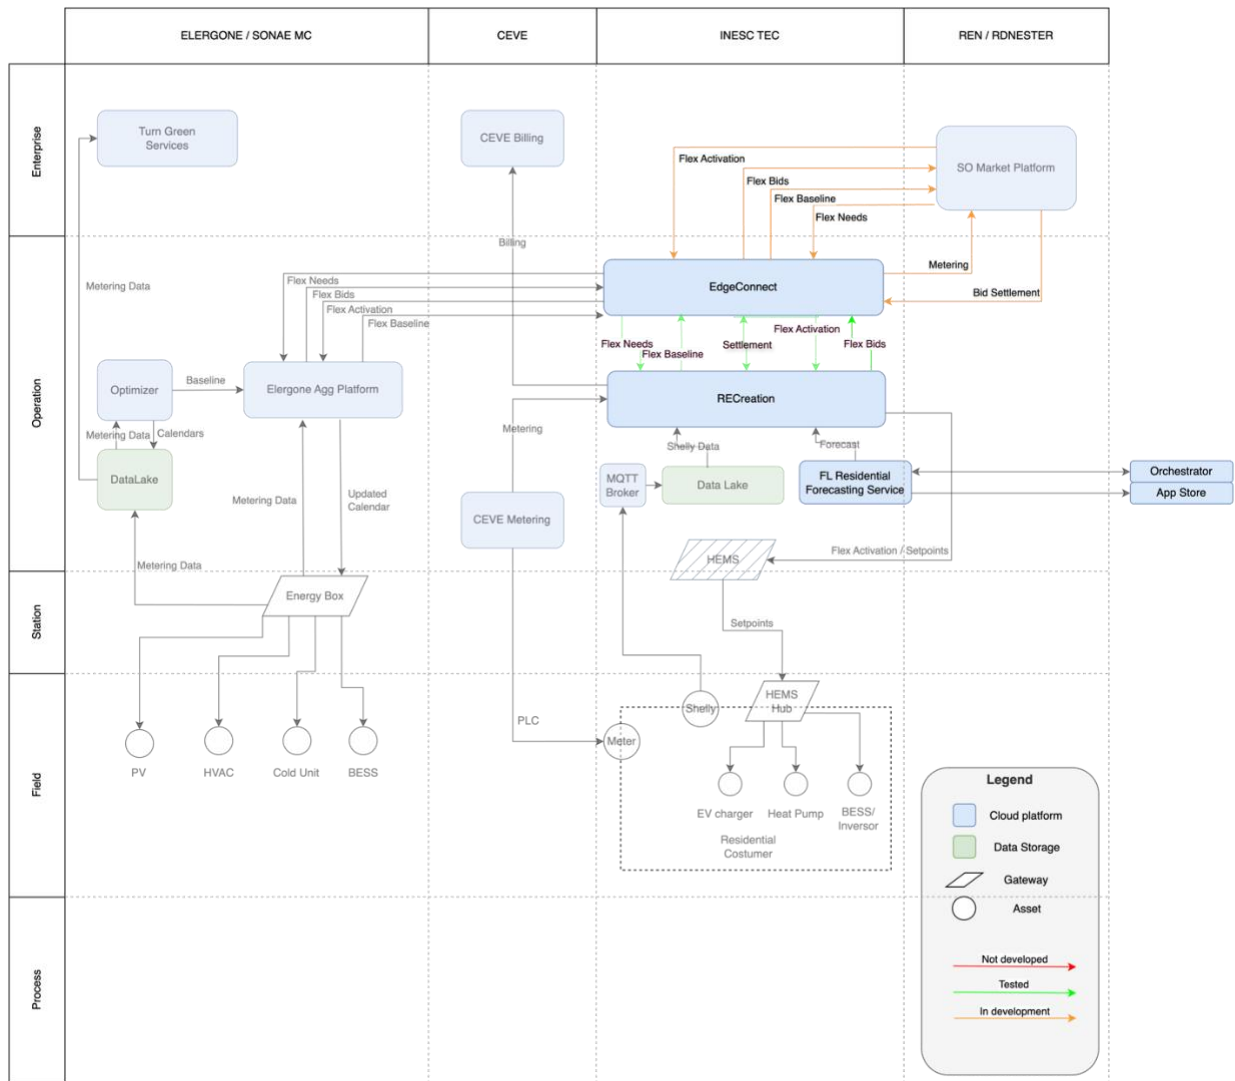 ELERGONE / SONAE MC
CEVE
INESC TEC
REN / RDNESTER
Enterprise
Turn Green
Services
CEVE Billing
SO Market Platform
Flex Activation
Flex Bids
Flex Baseline
Flex Needs
Billing
Operation
Metering Data
Flex Needs
Flex Bids
Flex Activation
Flex Baseline
EdgeConnect
Metering
Bid Settlement
Flex Needs
Flex Baseline
Settlement
Flex Activation
Flex Bids
Optimizer
Baseline
Elergone Agg Platform
RECreation
Metering Data
Calendars
Metering
Shelly Data
Forecast
DataLake
Metering Data
Updated
Calendar
CEVE Metering
MQTT
Broker
Data Lake
FL Residential
Forecasting Service
Orchestrator
App Store
HEMS
Flex Activation / Setpoints
Metering Data
Station
Energy Box
Setpoints
Field
HEMS
Hub
Shelly
PLC
Meter
PV
HVAC
Cold Unit
BESS
EV charger
Heat Pump
BESS/
Inversor
Residential
Costumer
Legend
Cloud platform
Data Storage
Gateway
Asset
Not developed
Tested
In development
Process